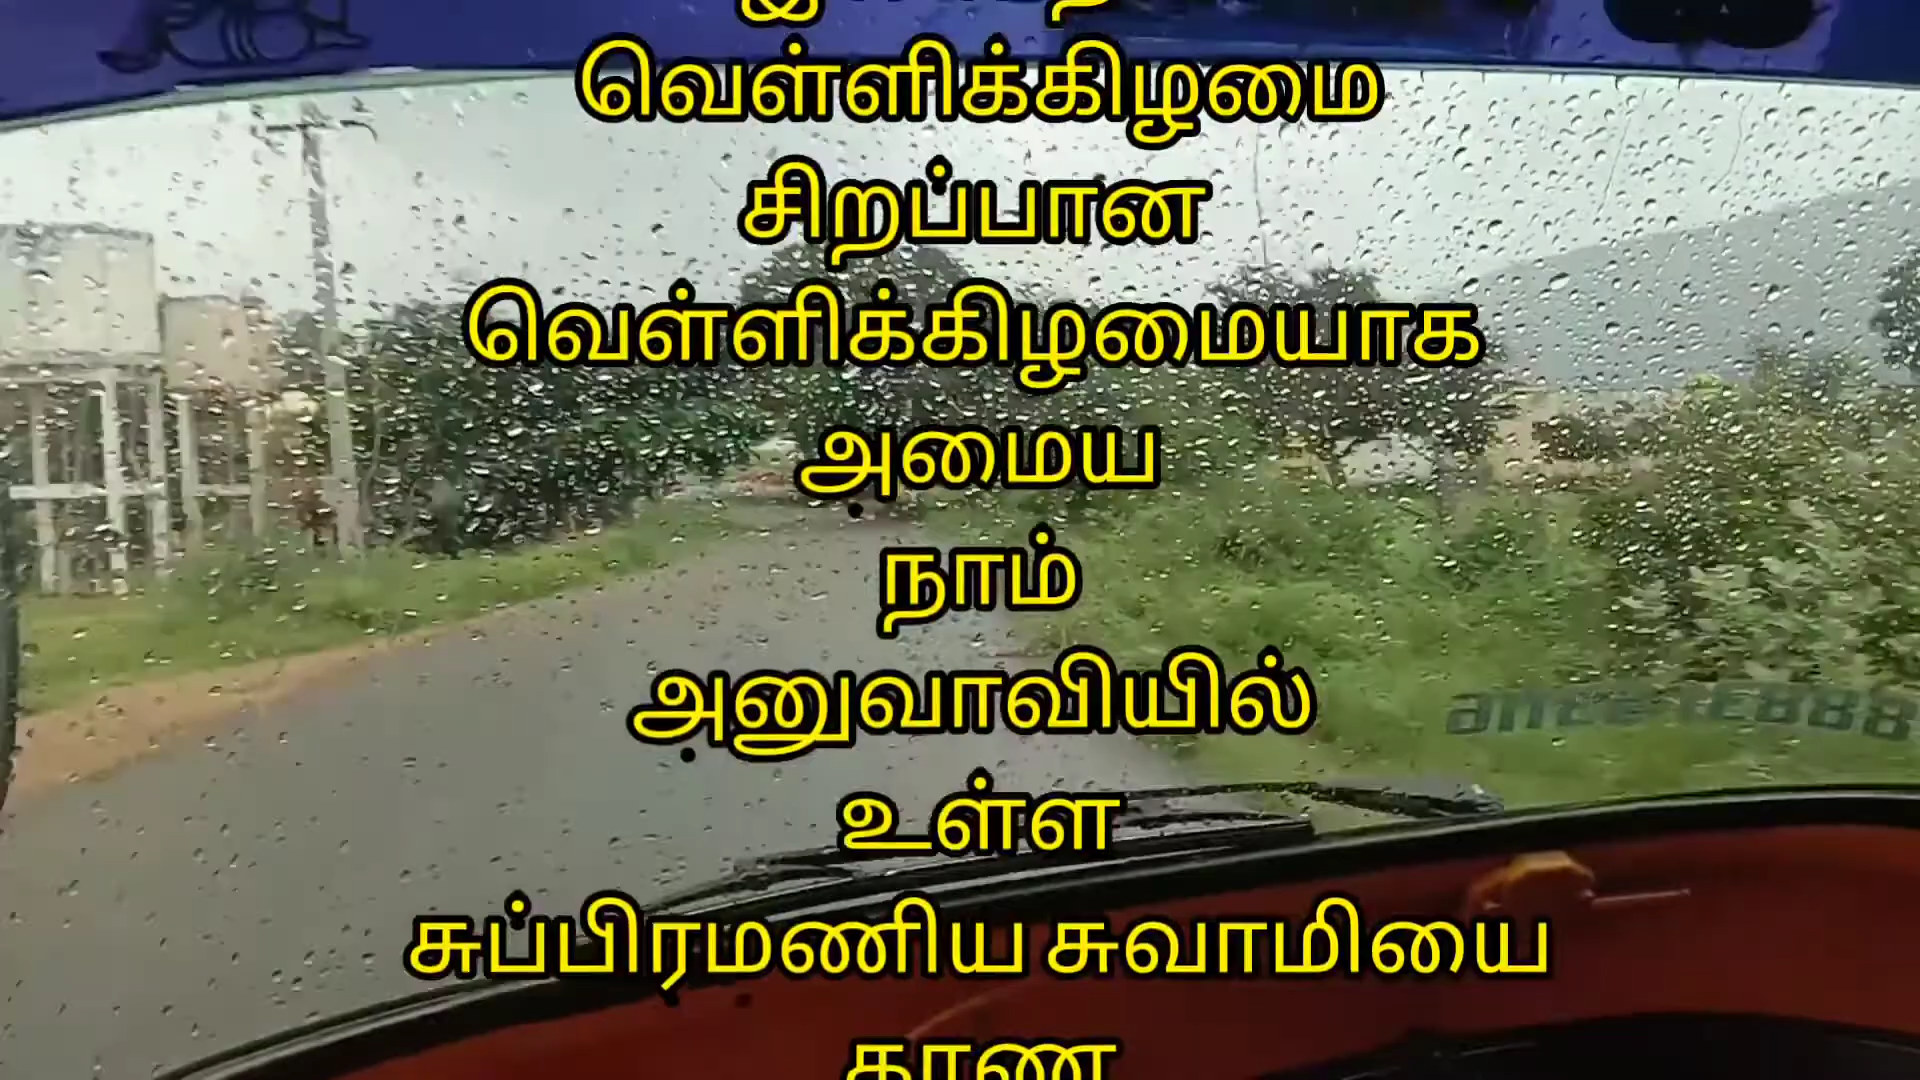 வெள்ளிக்கிழமை
சிறப்பான
வெள்ளிக்கிழமையாக
அமைய
நாம்
அனுவாவியில்
உள்ள
சுப்பிரமணிய சுவாமியை
காண